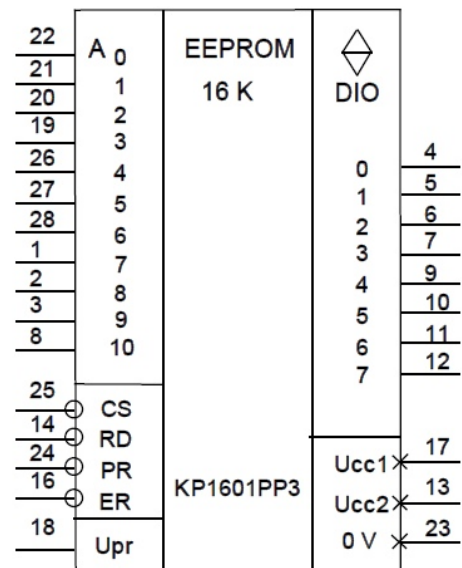 22 A 0 EEPROM
21 1 16 K DIO
20 2
19 3 0 4
26 4 1 5
27 5 2 6
28 6 3 7
1 7 4 9
2 8 5 10
3 9 6 11
8 10 7 12
25 CS
14 RD Ucc1 17
24 PR KP1601PP3 Ucc2 13
16 ER 0 V 23
18 Upr